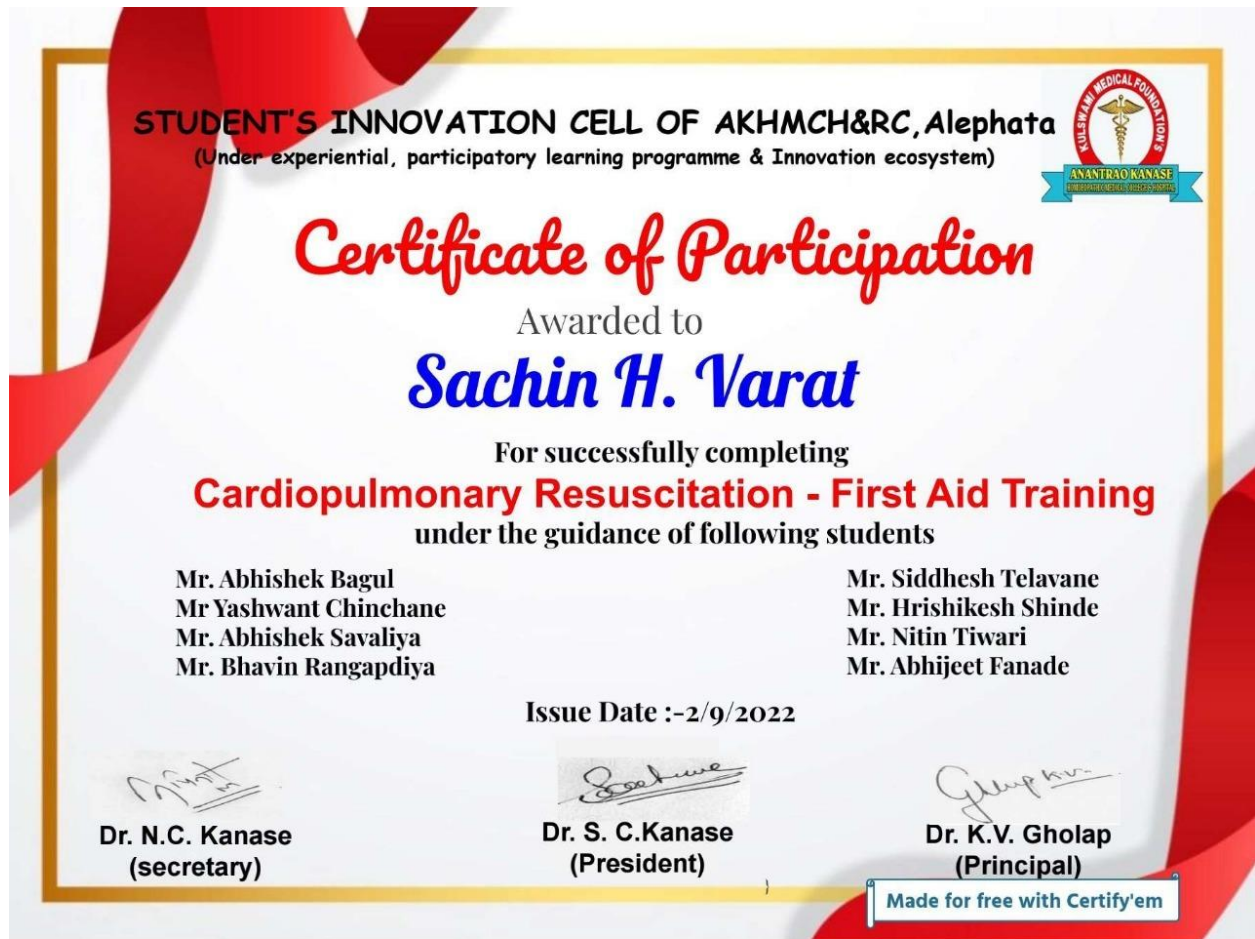 STUDENT'S INNOVATION CELL OF AKHMCH&RC,Alephata
(Under experiential, participatory learning programme & Innovation ecosystem)
KULSWAMI MEDICAL FOUNDATION'S
ANANTRAO KANASE
HOMOEOPATHIC MEDICAL COLLEGE & HOSPITAL
Certificate of Participation
Awarded to
Sachin H. Varat
For successfully completing
Cardiopulmonary Resuscitation - First Aid Training
under the guidance of following students
Mr. Abhishek Bagul
Mr Yashwant Chinchane
Mr. Abhishek Savaliya
Mr. Bhavin Rangapdiya
Mr. Siddhesh Telavane
Mr. Hrishikesh Shinde
Mr. Nitin Tiwari
Mr. Abhijeet Fanade
Issue Date :-2/9/2022
Dr. N.C. Kanase
(secretary)
Dr. S. C.Kanase
(President)
Dr. K.V. Gholap
(Principal)
)
Made for free with Certify'em